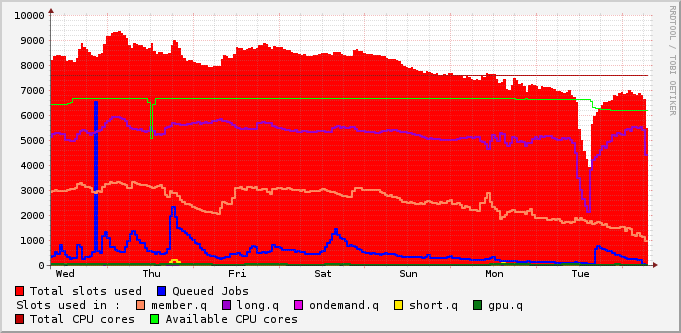 10000
9000
8000
7000
6000
5000
4000
3000
2000
1000
0
Wed Thu Fri Sat Sun Mon Tue
RRDTOOL / TOBI OETIKER
Total slots used Queued Jobs
Slots used in : member.q long.q ondemand.q short.q gpu.q
Total CPU cores Available CPU cores